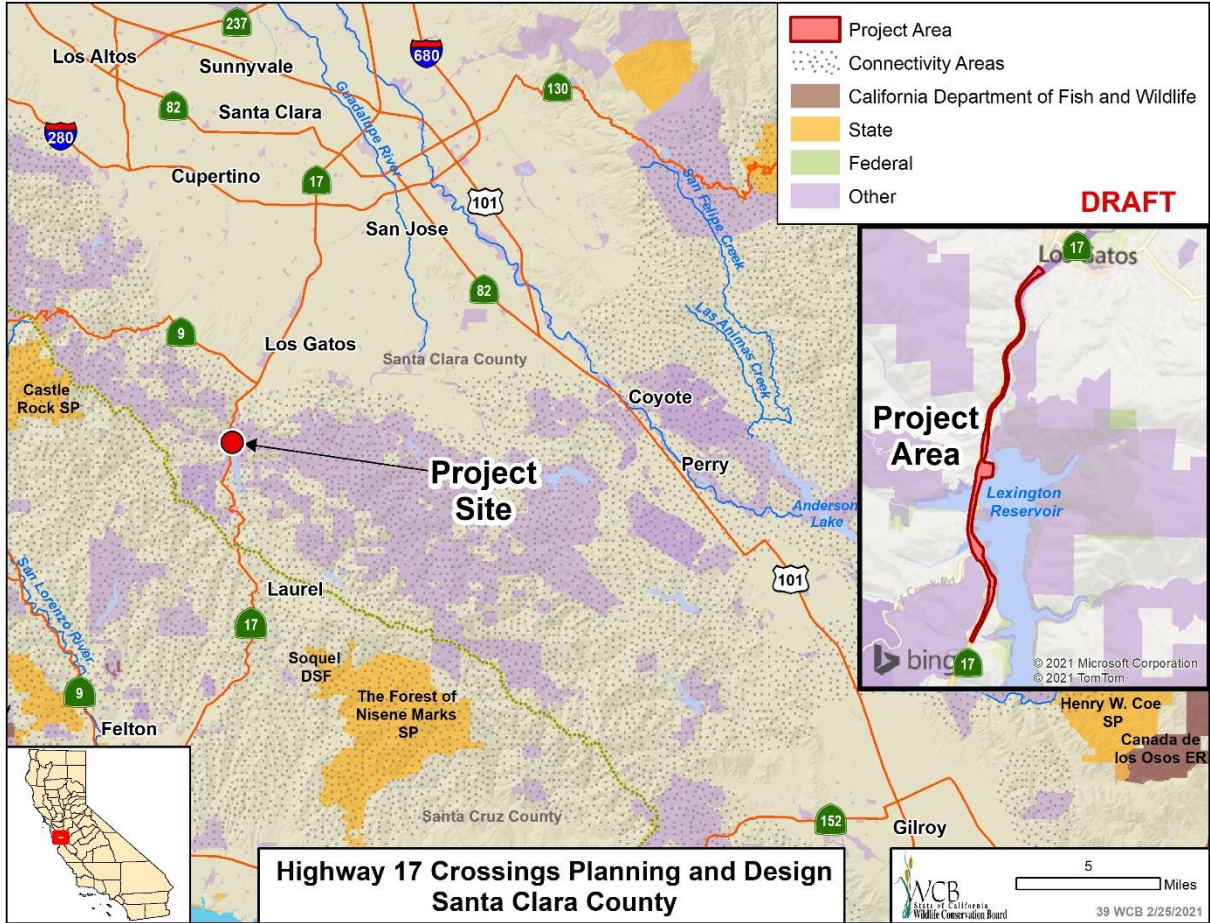 237
Los Altos
Sunnyvale
680
82
Santa Clara
130
280
Guadalupe River
Cupertino
17
101
San Jose
San Felipe Creek
82
Las Animas Creek
9
Los Gatos
Santa Clara County
Castle
Rock SP
Coyote
Project
Site
Perry
Anderson
Lake
101
San Lorenzo River
Laurel
17
Soquel
DSF
The Forest of
Nisene Marks
SP
9
Felton
Henry W. Coe
SP
Canada de
los Osos ER
Santa Cruz County
152
Gilroy
Project Area
Connectivity Areas
California Department of Fish and Wildlife
State
Federal
Other
DRAFT
17
Los Gatos
Project
Area
Lexington
Reservoir
Creek Rd
bing
17
© 2021 Microsoft Corporation
© 2021 TomTom
Highway 17 Crossings Planning and Design
Santa Clara County
WCB
State of California
Wildlife Conservation Board
5
Miles
39 WCB 2/25/2021